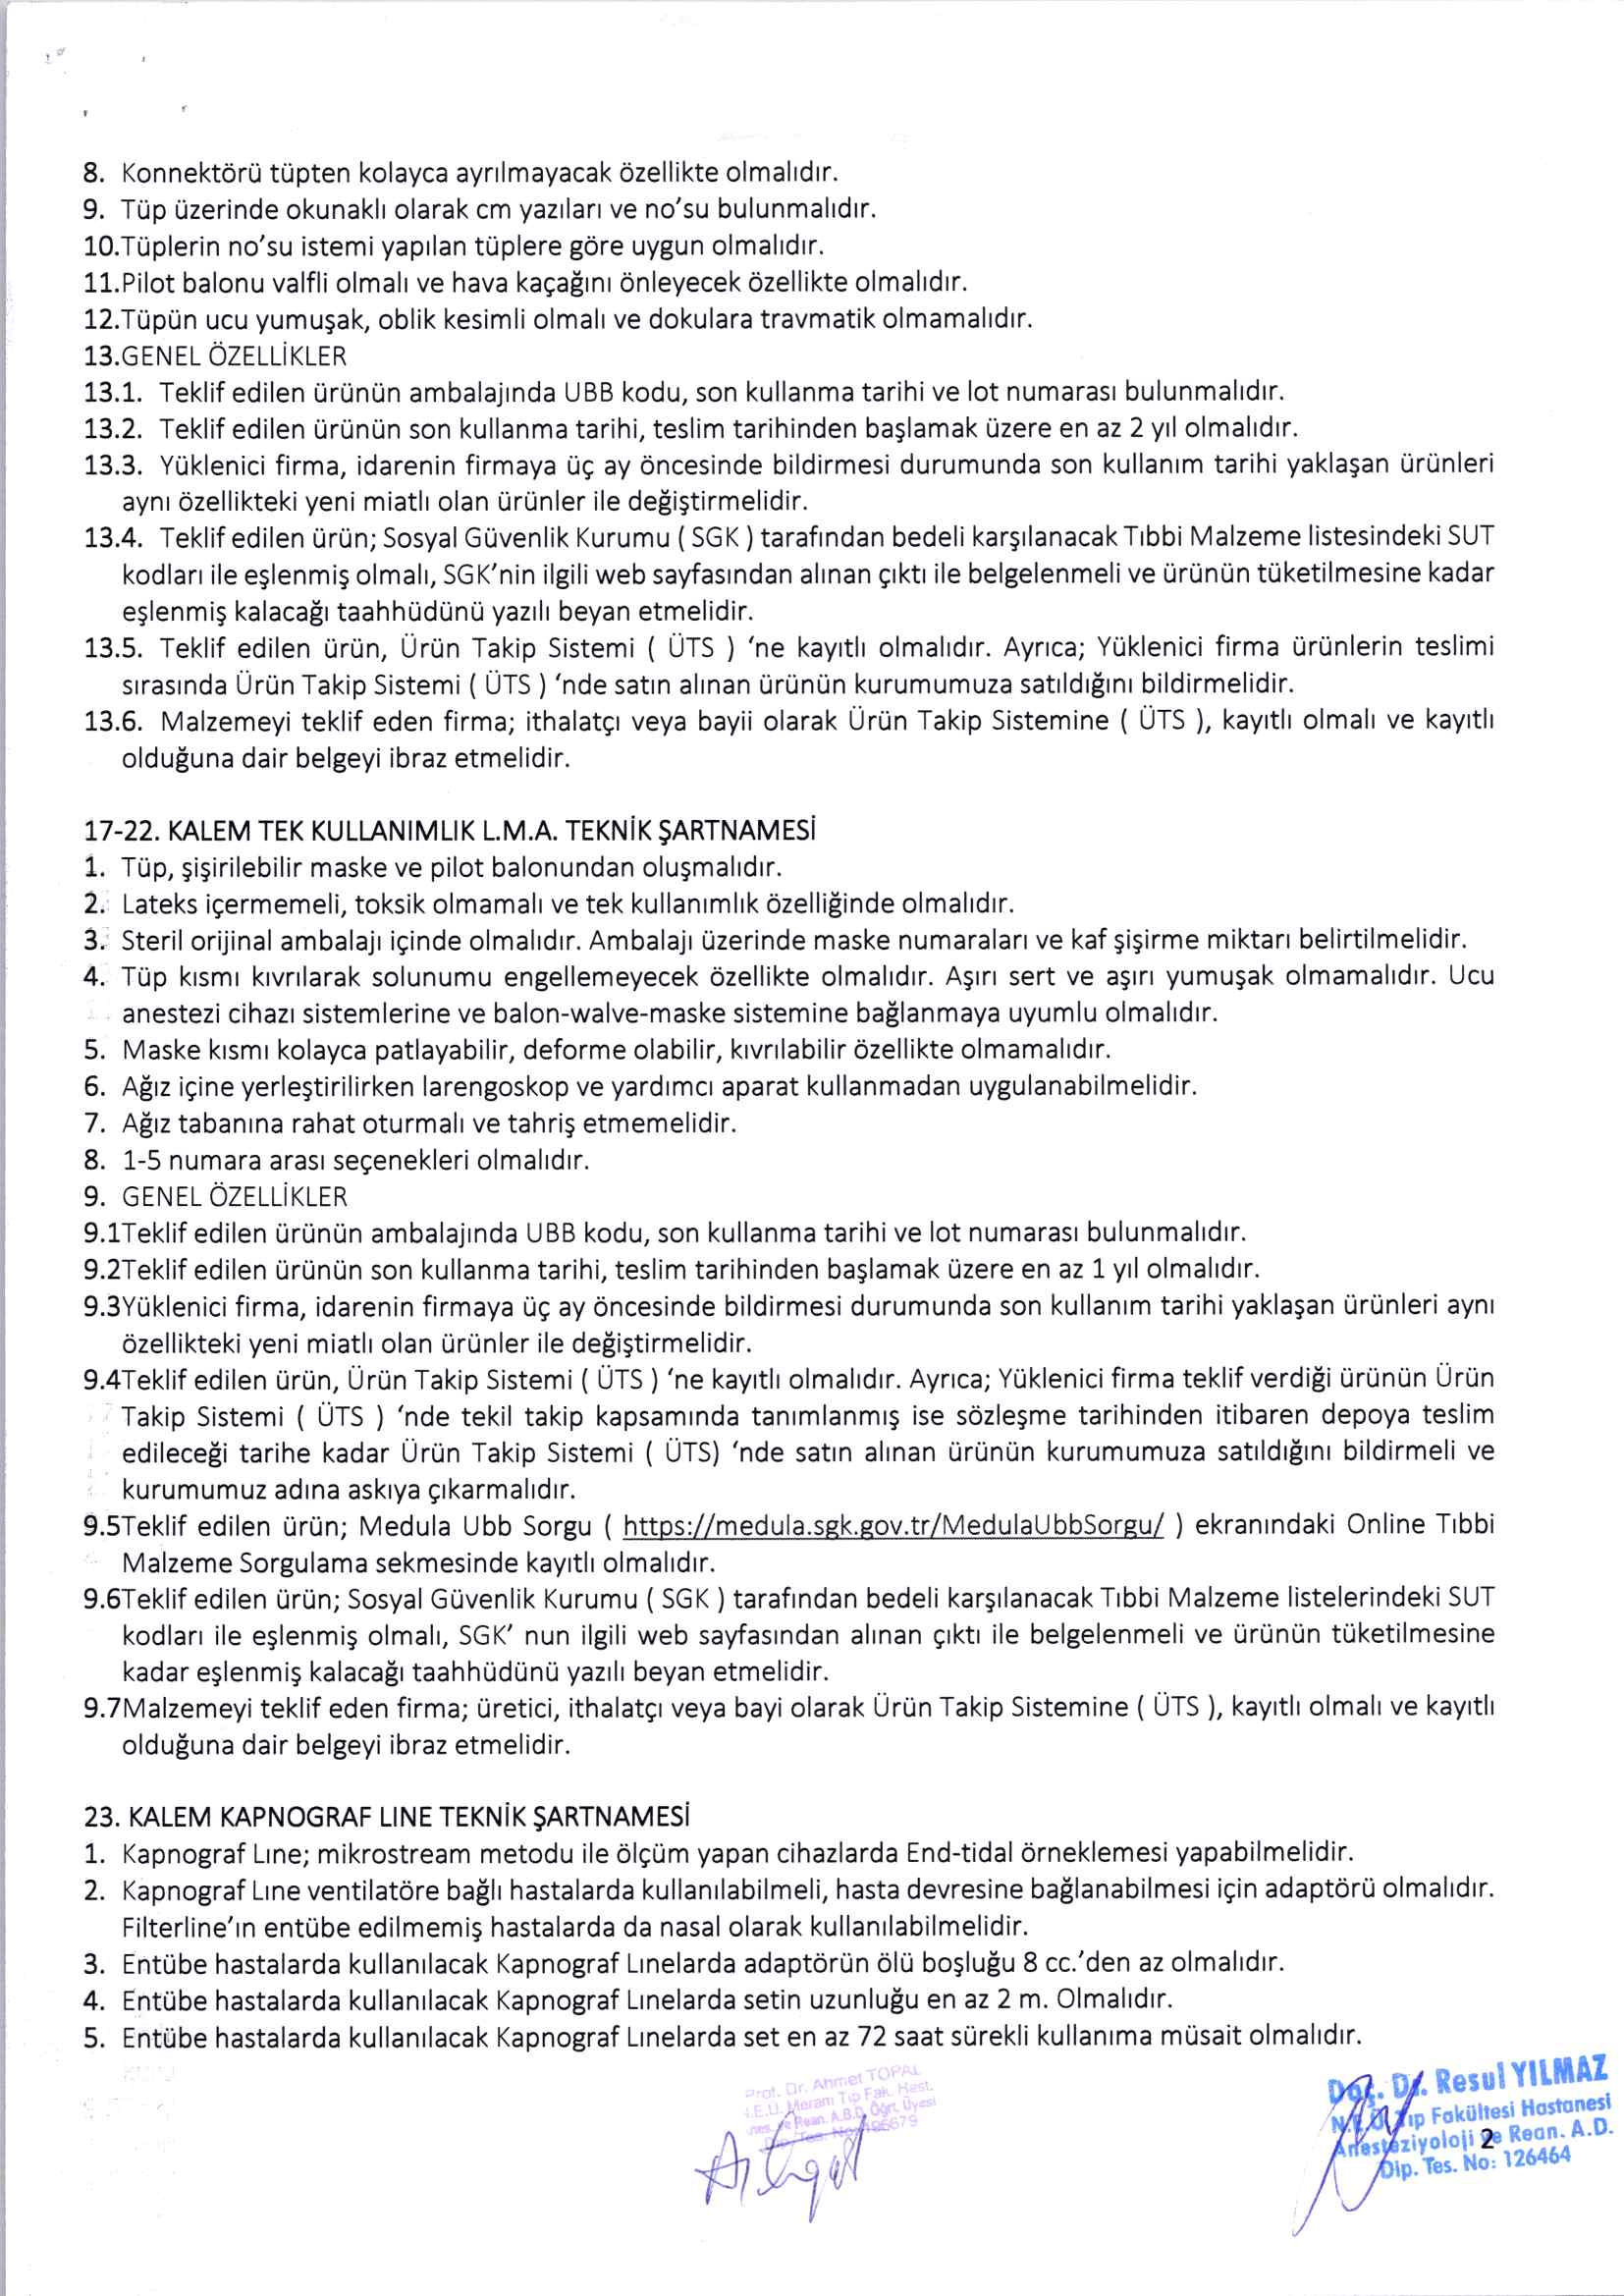 8. Konnektörü tüpten kolayca ayrılmayacak özellikte olmalıdır.
9. Tüp üzerinde okunaklı olarak cm yazıları ve no’su bulunmalıdır.
10.Tüplerin no’su istemi yapılan tüplere göre uygun olmalıdır.
11.Pilot balonu valfli olmalı ve hava kaçağını önleyecek özellikte olmalıdır.
12.Tüpün ucu yumuşak, oblik kesimli olmalı ve dokulara travmatik olmamalıdır.
13.GENEL ÖZELLİKLER
13.1. Teklif edilen ürünün ambalajında UBB kodu, son kullanma tarihi ve lot numarası bulunmalıdır.
13.2. Teklif edilen ürünün son kullanma tarihi, teslim tarihinden başlamak üzere en az 2 yıl olmalıdır.
13.3. Yüklenici firma, idarenin firmaya üç ay öncesinde bildirmesi durumunda son kullanım tarihi yaklaşan ürünleri
aynı özellikteki yeni miatlı olan ürünler ile değiştirmelidir.
13.4. Teklif edilen ürün; Sosyal Güvenlik Kurumu ( SGK ) tarafından bedeli karşılanacak Tıbbi Malzeme listesindeki SUT
kodları ile eşlenmiş olmalı, SGK’nin ilgili web sayfasından alınan çıktı ile belgelenmeli ve ürünün tüketilmesine kadar
eşlenmiş kalacağı taahhüdünü yazılı beyan etmelidir.
13.5. Teklif edilen ürün, Ürün Takip Sistemi ( ÜTS ) ‘ne kayıtlı olmalıdır. Ayrıca; Yüklenici firma ürünlerin teslimi
sırasında Ürün Takip Sistemi ( ÜTS ) ‘nde satın alınan ürünün kurumumuza satıldığını bildirmelidir.
13.6. Malzemeyi teklif eden firma; ithalatçı veya bayii olarak Ürün Takip Sistemine ( ÜTS ), kayıtlı olmalı ve kayıtlı
olduğuna dair belgeyi ibraz etmelidir.
17-22. KALEM TEK KULLANIMLIK L.M.A. TEKNİK ŞARTNAMESİ
1. Tüp, şişirilebilir maske ve pilot balonundan oluşmalıdır.
2. Lateks içermemeli, toksik olmamalı ve tek kullanımlık özelliğinde olmalıdır.
3. Steril orijinal ambalajı içinde olmalıdır. Ambalajı üzerinde maske numaraları ve kaf şişirme miktarı belirtilmelidir.
4. Tüp kısmı kıvrılarak solunumu engellemeyecek özellikte olmalıdır. Aşırı sert ve aşırı yumuşak olmamalıdır. Ucu
anestezi cihazı sistemlerine ve balon-walve-maske sistemine bağlanmaya uyumlu olmalıdır.
5. Maske kısmı kolayca patlayabilir, deforme olabilir, kıvrılabilir özellikte olmamalıdır.
6. Ağız içine yerleştirilirken larengoskop ve yardımcı aparat kullanmadan uygulanabilmelidir.
7. Ağız tabanına rahat oturmalı ve tahriş etmemelidir.
8. 1-5 numara arası seçenekleri olmalıdır.
9. GENEL ÖZELLİKLER
9.1Teklif edilen ürünün ambalajında UBB kodu, son kullanma tarihi ve lot numarası bulunmalıdır.
9.2Teklif edilen ürünün son kullanma tarihi, teslim tarihinden başlamak üzere en az 1 yıl olmalıdır.
9.3Yüklenici firma, idarenin firmaya üç ay öncesinde bildirmesi durumunda son kullanım tarihi yaklaşan ürünleri aynı
özellikteki yeni miatlı olan ürünler ile değiştirmelidir.
9.4Teklif edilen ürün, Ürün Takip Sistemi ( ÜTS ) ‘ne kayıtlı olmalıdır. Ayrıca; Yüklenici firma teklif verdiği ürünün Ürün
Takip Sistemi ( ÜTS ) ‘nde tekil takip kapsamında tanımlanmış ise sözleşme tarihinden itibaren depoya teslim
edileceği tarihe kadar Ürün Takip Sistemi ( ÜTS) ‘nde satın alınan ürünün kurumumuza satıldığını bildirmeli ve
kurumumuz adına askıya çıkarmalıdır.
9.5Teklif edilen ürün; Medula Ubb Sorgu ( https://medula.sgk.gov.tr/MedulaUbbSorgu/ ) ekranındaki Online Tıbbi
Malzeme Sorgulama sekmesinde kayıtlı olmalıdır.
9.6Teklif edilen ürün; Sosyal Güvenlik Kurumu ( SGK ) tarafından bedeli karşılanacak Tıbbi Malzeme listelerindeki SUT
kodları ile eşlenmiş olmalı, SGK’ nun ilgili web sayfasından alınan çıktı ile belgelenmeli ve ürünün tüketilmesine
kadar eşlenmiş kalacağı taahhüdünü yazılı beyan etmelidir.
9.7Malzemeyi teklif eden firma; üretici, ithalatçı veya bayi olarak Ürün Takip Sistemine ( ÜTS ), kayıtlı olmalı ve kayıtlı
olduğuna dair belgeyi ibraz etmelidir.
23. KALEM KAPNOGRAF LINE TEKNİK ŞARTNAMESİ
1. Kapnograf Lıne; mikrostream metodu ile ölçüm yapan cihazlarda End-tidal örneklemesi yapabilmelidir.
2. Kapnograf Lıne ventilatöre bağlı hastalarda kullanılabilmeli, hasta devresine bağlanabilmesi için adaptörü olmalıdır.
Filterline’ın entübe edilmemiş hastalarda da nasal olarak kullanılabilmelidir.
3. Entübe hastalarda kullanılacak Kapnograf Lınelarda adaptörün ölü boşluğu 8 cc.’den az olmalıdır.
4. Entübe hastalarda kullanılacak Kapnograf Lınelarda setin uzunluğu en az 2 m. Olmalıdır.
5. Entübe hastalarda kullanılacak Kapnograf Lınelarda set en az 72 saat sürekli kullanıma müsait olmalıdır.
Prof. Dr. Ahmet TOPAL
Meram Tıp Fak. Hast.
ve Rean. A.B.D. Öğrt. Üyesi
Doç. Dr. Resul YILMAZ
N.E.Ü. Tıp Fakültesi Hastanesi
Anesteziyoloji ve Rean. A.D.
Dip. Tes. No: 126464
2